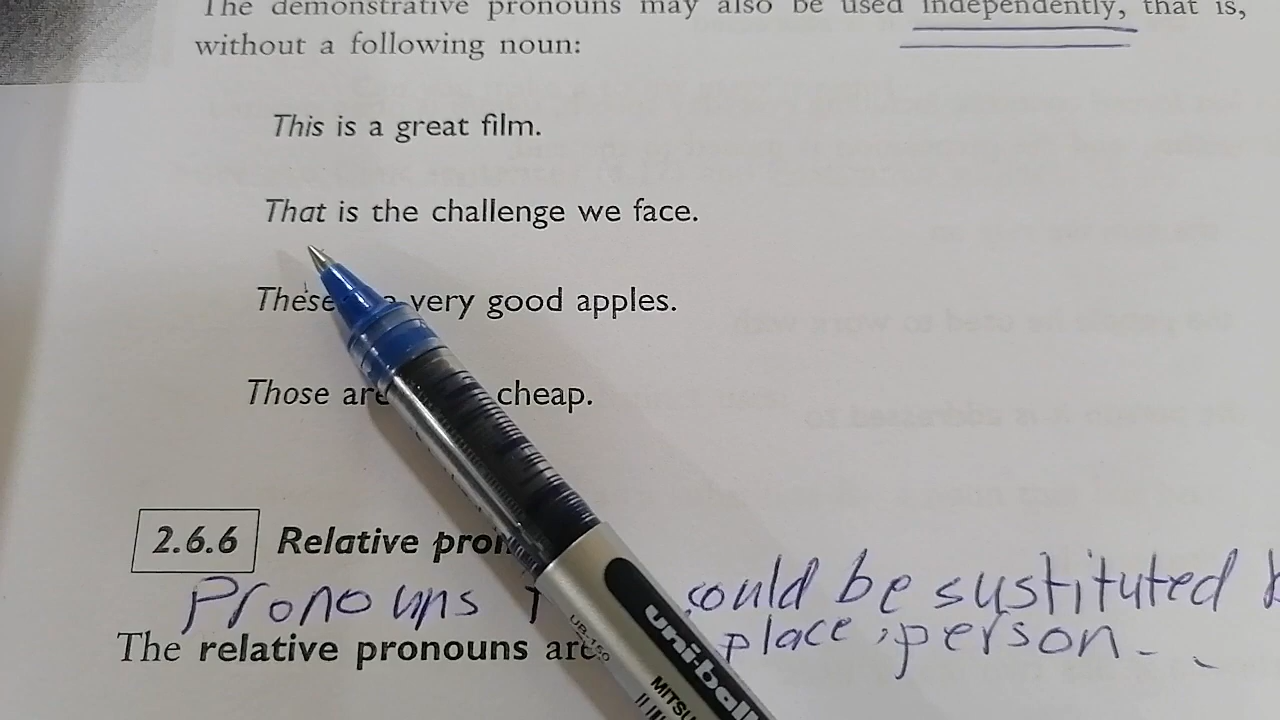 The demonstrative pronouns may also be used independently, that is,
without a following noun:
This is a great film.
That is the challenge we face.
These very good apples.
Those are cheap.
2.6.6 Relative
Pronouns could be sustituted
The relative pronouns are place, person..
uni-ball
UB-150
MITSU